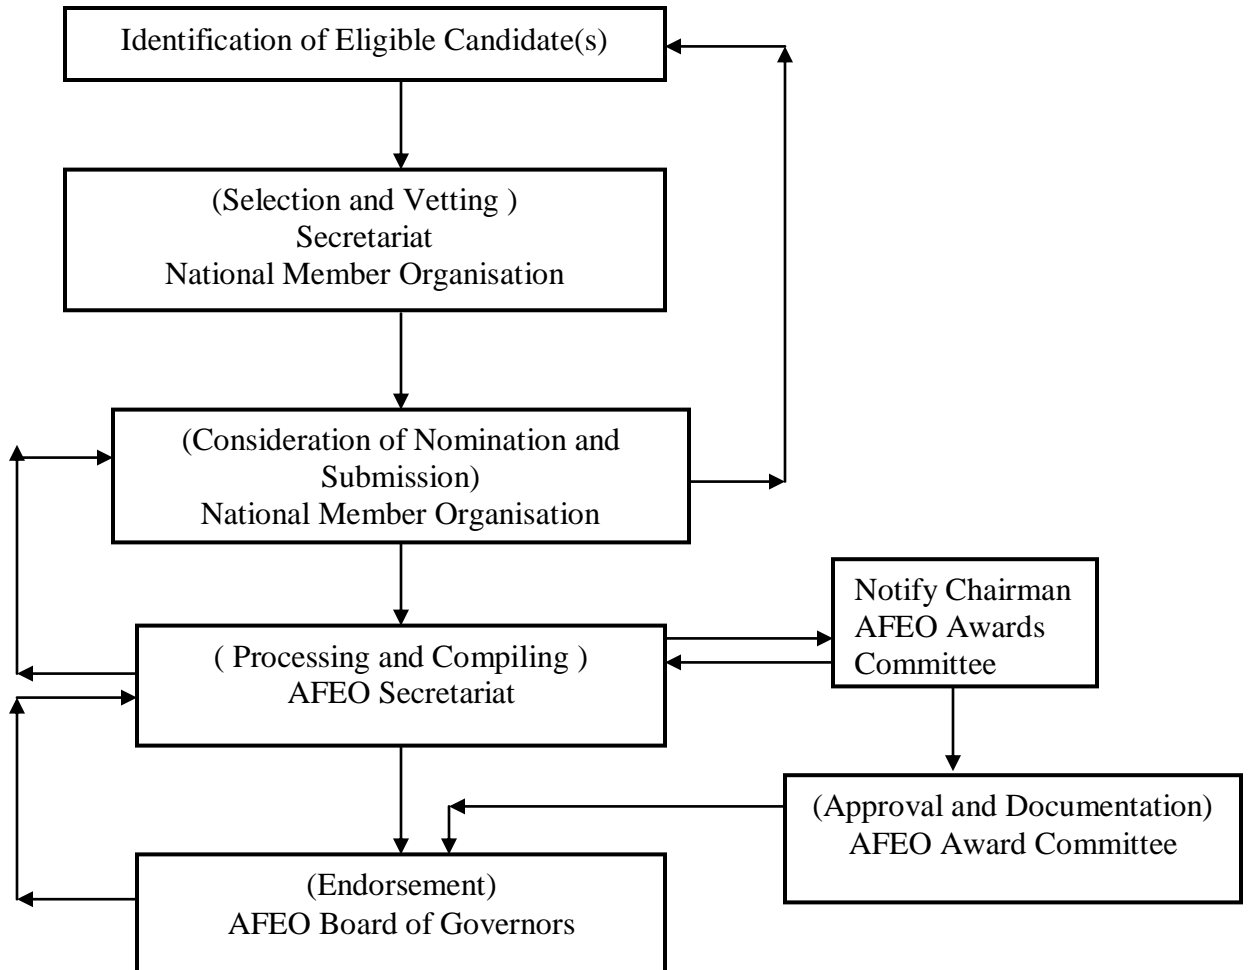 Identification of Eligible Candidate(s)
(Selection and Vetting )
Secretariat
National Member Organisation
(Consideration of Nomination and
Submission)
National Member Organisation
Notify Chairman
AFEO Awards
Committee
( Processing and Compiling )
AFEO Secretariat
(Approval and Documentation)
AFEO Award Committee
(Endorsement)
AFEO Board of Governors